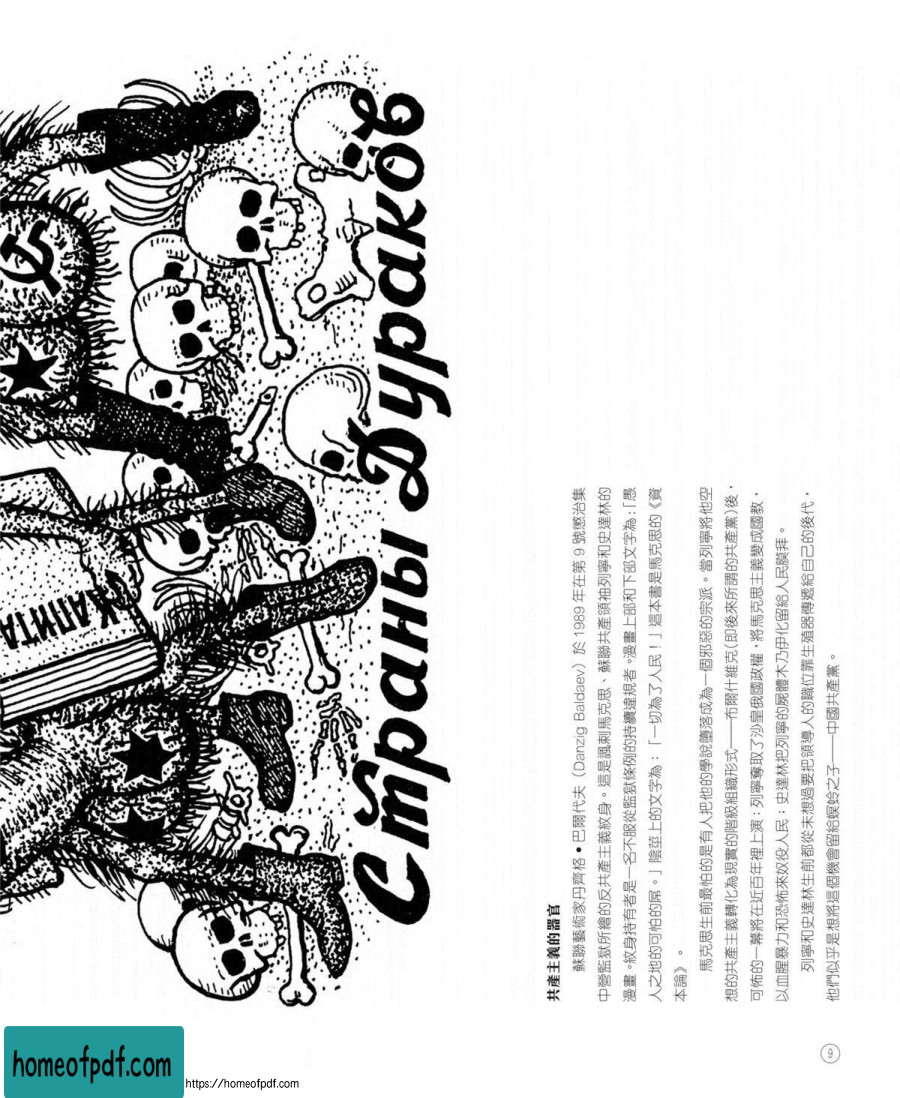 КАПИТА
Страны Дураков
共產主義的器官
蘇聯藝術家丹齊格•巴爾代夫(Danzig Baldaev)於 1989 年在第 9 號懲治集
中營監獄所繪的反共產主義紋身。這是諷刺馬克思、蘇聯共產領袖列寧和史達林的
漫畫。紋身持有者是一名不服從監獄條例的持續違規者。漫畫上部和下部文字為：「愚
人之地的可怕的屌。」陰莖上的文字為：「一切為了人民！」這本書是馬克思的《資
本論》。
馬克思生前最怕的是有人把他的學說墮落成為一個邪惡的宗派。當列寧將他空
想的共產主義轉化為現實的階級組織形式——布爾什維克（即後來所謂的共產黨）後，
可怖的一幕將在近百年裡上演：列寧奪取了沙皇俄國政權，將馬克思主義變成國教，
以血腥暴力和恐怖來奴役人民；史達林把列寧的屍體木乃伊化留給人民膜拜。
列寧和史達林生前都從未想過要把領導人的職位靠生殖器傳遞給自己的後代，
他們似乎是想將這個機會留給螟蛉之子——中國共產黨。
9
homeofpdf.com
https://homeofpdf.com